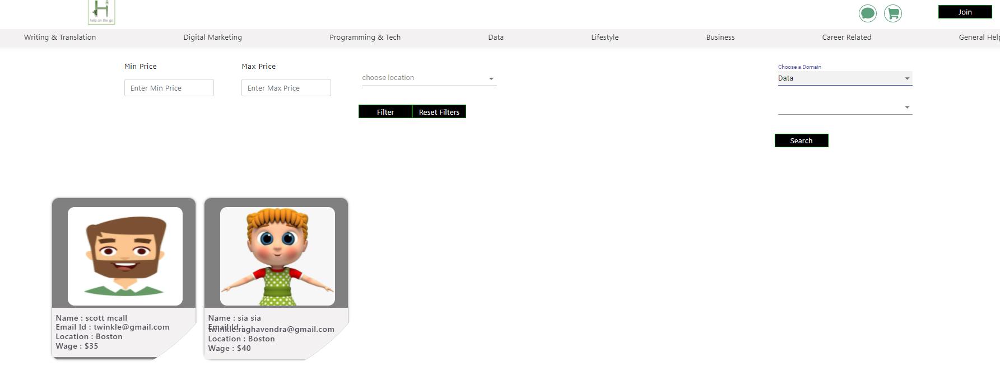 H
help on the go
Join
Writing & Translation Digital Marketing Programming & Tech Data Lifestyle Business Career Related General Help
Min Price Max Price
Enter Min Price Enter Max Price choose location
Filter Reset Filters
Choose a Domain
Data
Search
Name : scott mcall
Email Id : twinkle@gmail.com
Location : Boston
Wage : $35
Name : sia sia
Email Id :
twinkle.raghavendra@gmail.com
Location : Boston
Wage : $40